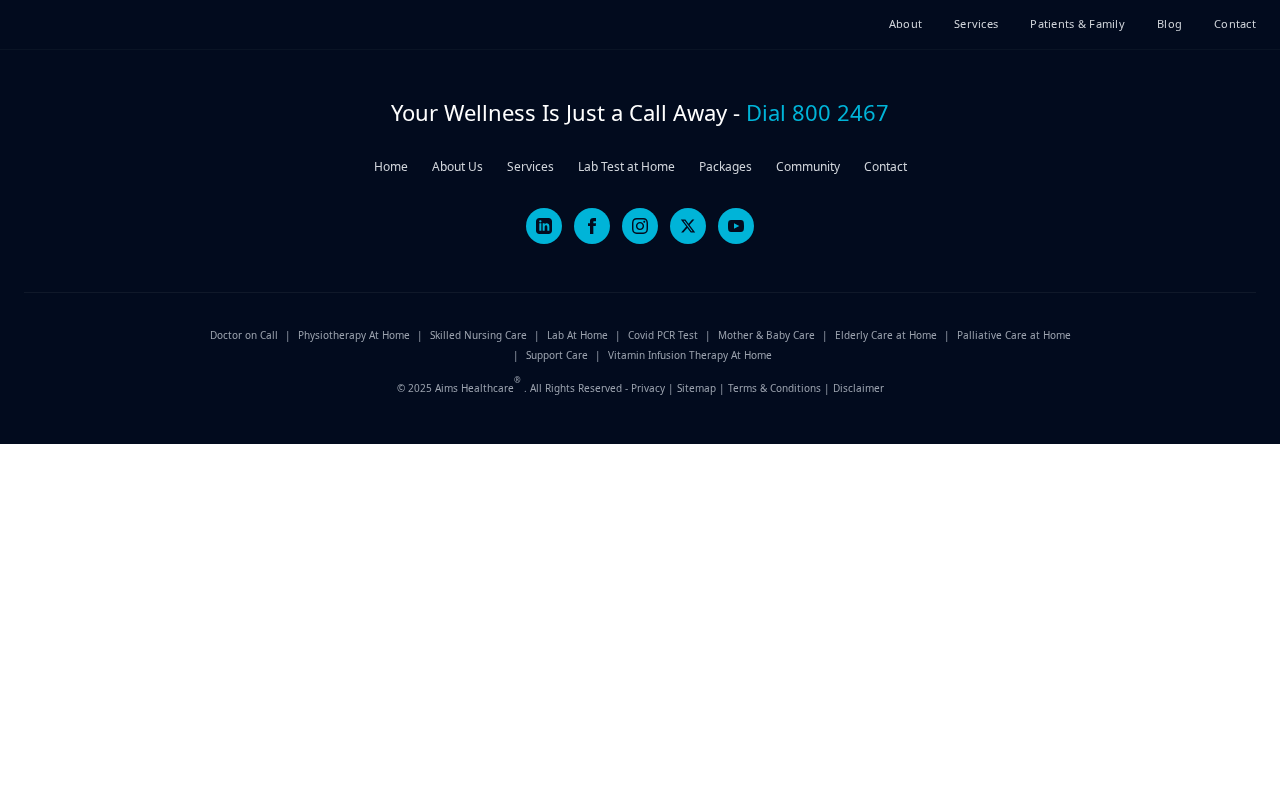 About Services Patients & Family Blog Contact
Your Wellness Is Just a Call Away - Dial 800 2467
Home About Us Services Lab Test at Home Packages Community Contact
Doctor on Call | Physiotherapy At Home | Skilled Nursing Care | Lab At Home | Covid PCR Test | Mother & Baby Care | Elderly Care at Home | Palliative Care at Home
| Support Care | Vitamin Infusion Therapy At Home
© 2025 Aims Healthcare® . All Rights Reserved - Privacy | Sitemap | Terms & Conditions | Disclaimer